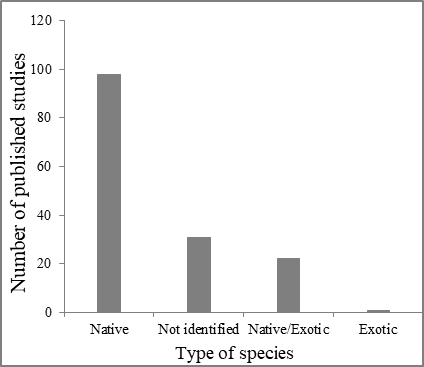 Number of published studies
120
100
80
60
40
20
0
Native Not identified Native/Exotic Exotic
Type of species